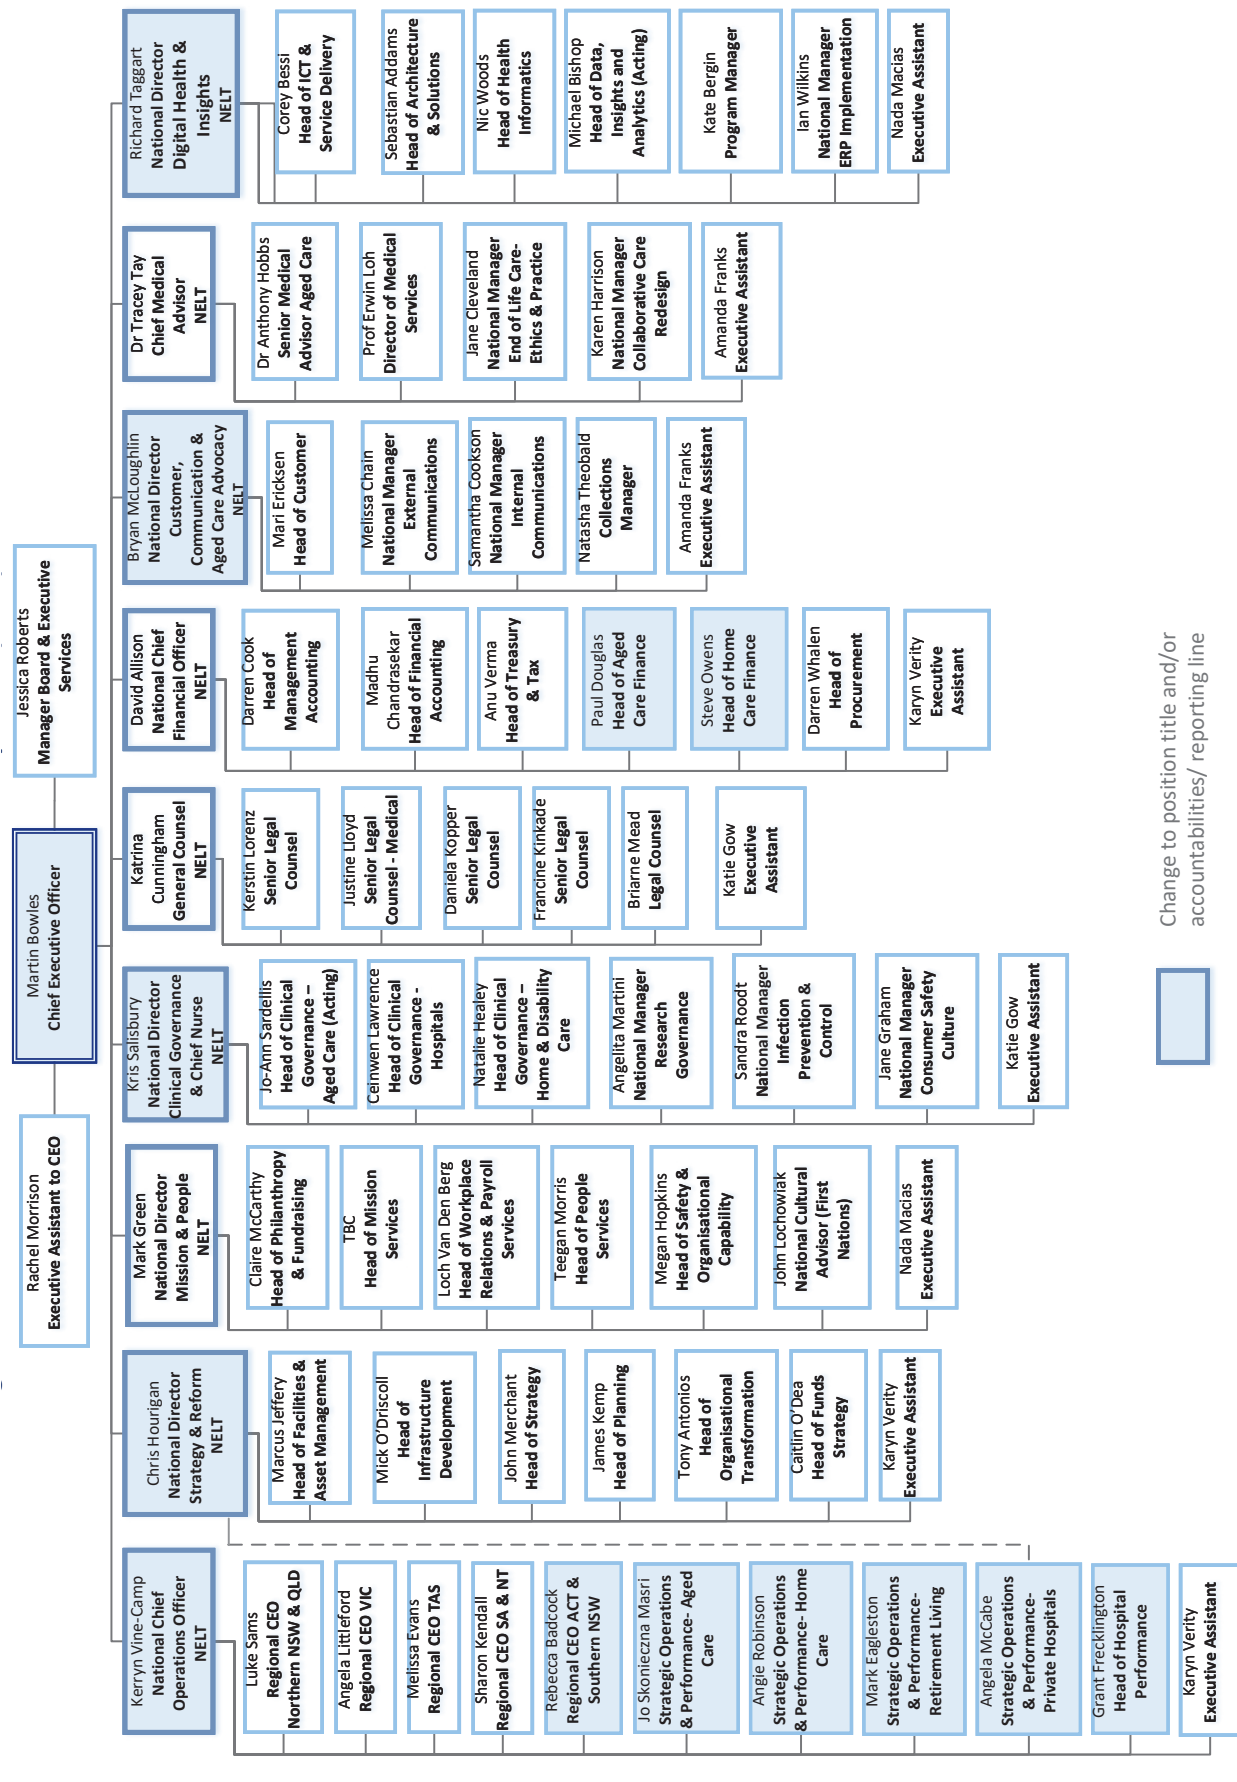 Rachel Morrison
Executive Assistant to CEO
Martin Bowles
Chief Executive Officer
Jessica Roberts
Manager Board & Executive
Services
Kerryn Vine-Camp
National Chief
Operations Officer
NELT
Luke Sams
Regional CEO
Northern NSW & QLD
Angela Littleford
Regional CEO VIC
Melissa Evans
Regional CEO TAS
Sharon Kendall
Regional CEO SA & NT
Rebecca Badcock
Regional CEO ACT &
Southern NSW
Jo Skonieczna Masri
Strategic Operations
& Performance- Aged
Care
Angie Robinson
Strategic Operations
& Performance- Home
Care
Mark Eagleston
Strategic Operations
& Performance-
Retirement Living
Angela McCabe
Strategic Operations
& Performance-
Private Hospitals
Grant Frecklington
Head of Hospital
Performance
Karyn Verity
Executive Assistant
Chris Hourigan
National Director
Strategy & Reform
NELT
Marcus Jeffery
Head of Facilities &
Asset Management
Mick O'Driscoll
Head of
Infrastructure
Development
John Merchant
Head of Strategy
James Kemp
Head of Planning
Tony Antonios
Head of
Organisational
Transformation
Caitlin O'Dea
Head of Funds
Strategy
Karyn Verity
Executive Assistant
Mark Green
National Director
Mission & People
NELT
Claire McCarthy
Head of Philanthropy
& Fundraising
TBC
Head of Mission
Services
Loch Van Den Berg
Head of Workplace
Relations & Payroll
Services
Teegan Morris
Head of People
Services
Megan Hopkins
Head of Safety &
Organisational
Capability
John Lochowiak
National Cultural
Advisor (First
Nations)
Nada Macias
Executive Assistant
Kris Salisbury
National Director
Clinical Governance
& Chief Nurse
NELT
Jo-Ann Sardellis
Head of Clinical
Governance –
Aged Care (Acting)
Ceinwen Lawrence
Head of Clinical
Governance -
Hospitals
Natalie Healey
Head of Clinical
Governance –
Home & Disability
Care
Angelita Martini
National Manager
Research
Governance
Sandra Roodt
National Manager
Infection
Prevention &
Control
Jane Graham
National Manager
Consumer Safety
Culture
Katie Gow
Executive Assistant
Katrina
Cunningham
General Counsel
NELT
Kerstin Lorenz
Senior Legal
Counsel
Justine Lloyd
Senior Legal
Counsel - Medical
Daniela Kopper
Senior Legal
Counsel
Francine Kinkade
Senior Legal
Counsel
Briarne Mead
Legal Counsel
Katie Gow
Executive
Assistant
David Allison
National Chief
Financial Officer
NELT
Darren Cook
Head of
Management
Accounting
Madhu
Chandrasekar
Head of Financial
Accounting
Anu Verma
Head of Treasury
& Tax
Paul Douglas
Head of Aged
Care Finance
Steve Owens
Head of Home
Care Finance
Darren Whalen
Head of
Procurement
Karyn Verity
Executive
Assistant
Bryan McLoughlin
National Director
Customer,
Communication &
Aged Care Advocacy
NELT
Mari Ericksen
Head of Customer
Melissa Chain
National Manager
External
Communications
Samantha Cookson
National Manager
Internal
Communications
Natasha Theobald
Collections
Manager
Amanda Franks
Executive Assistant
Dr Tracey Tay
Chief Medical
Advisor
NELT
Dr Anthony Hobbs
Senior Medical
Advisor Aged Care
Prof Erwin Loh
Director of Medical
Services
Jane Cleveland
National Manager
End of Life Care-
Ethics & Practice
Karen Harrison
National Manager
Collaborative Care
Redesign
Amanda Franks
Executive Assistant
Richard Taggart
National Director
Digital Health &
Insights
NELT
Corey Bessi
Head of ICT &
Service Delivery
Sebastian Addams
Head of Architecture
& Solutions
Nic Woods
Head of Health
Informatics
Michael Bishop
Head of Data,
Insights and
Analytics (Acting)
Kate Bergin
Program Manager
Ian Wilkins
National Manager
ERP Implementation
Nada Macias
Executive Assistant
Change to position title and/or
accountabilities/ reporting line